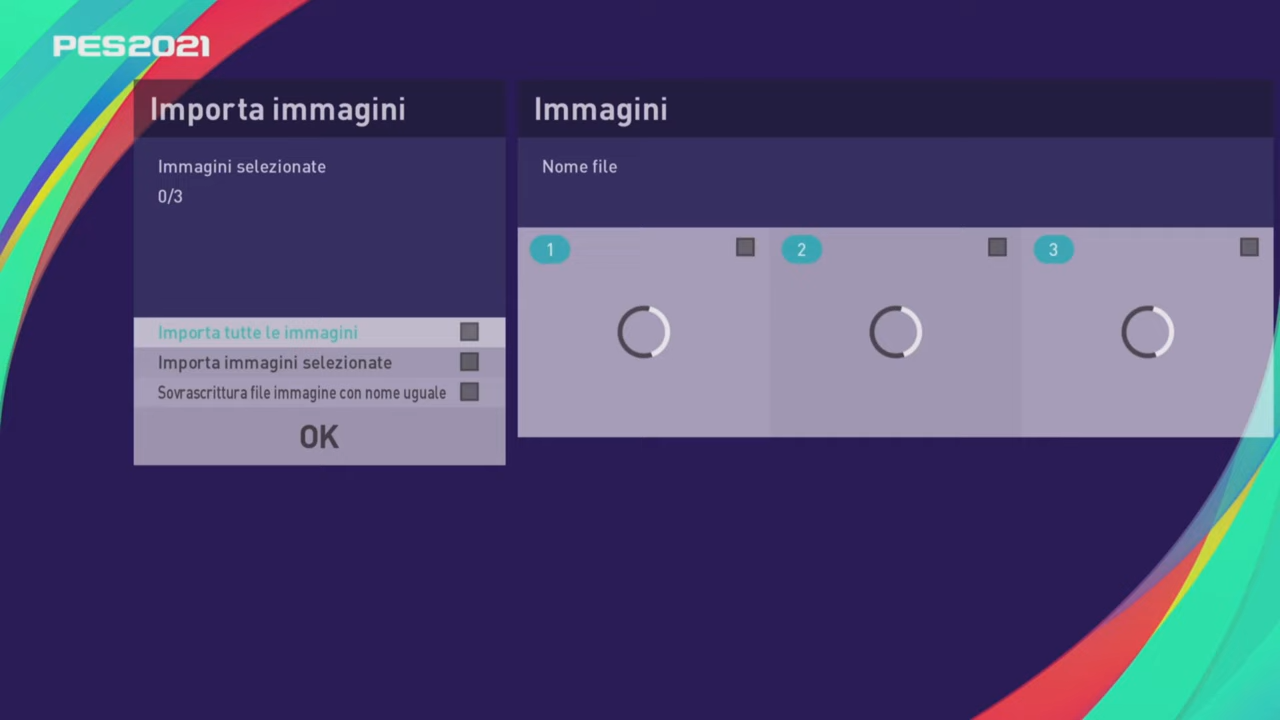 PES2021
Importa immagini
Immagini selezionate
0/3
Importa tutte le immagini
Importa immagini selezionate
Sovrascrittura file immagine con nome uguale
OK
Immagini
Nome file
1
2
3